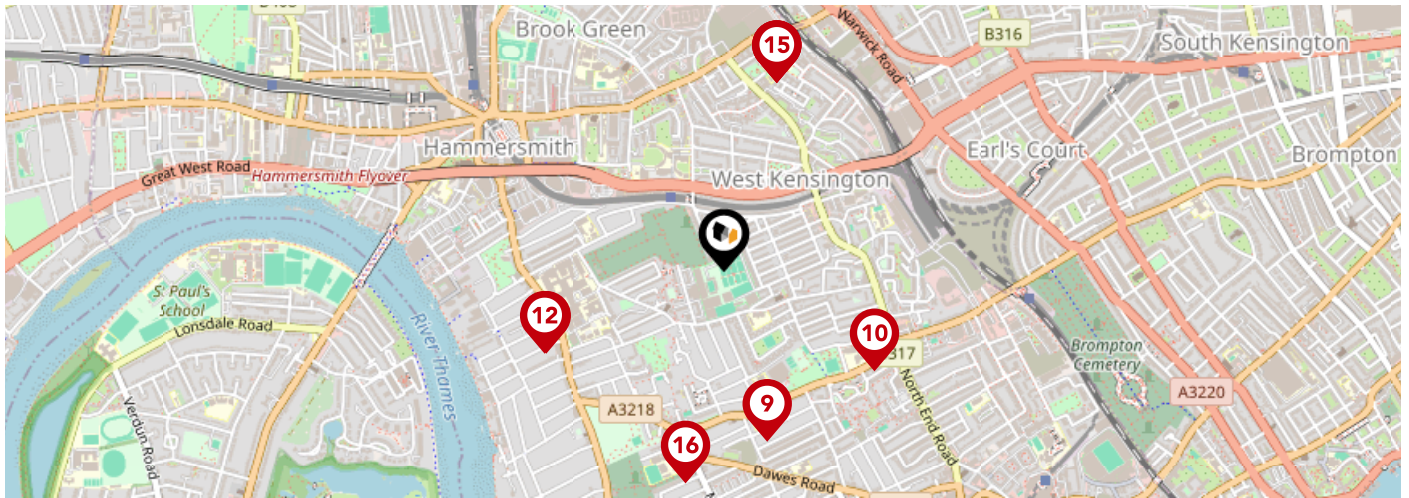 Brook Green
15
Warwick Road
B316
South Kensington
Hammersmith
Earl's Court
Brompton
Great West Road
Hammersmith Flyover
West Kensington
St. Paul's
School
Lonsdale Road
River Thames
12
10
317
Brompton
Cemetery
A3220
Verdun Road
A3218
9
North End Road
16
Dawes Road